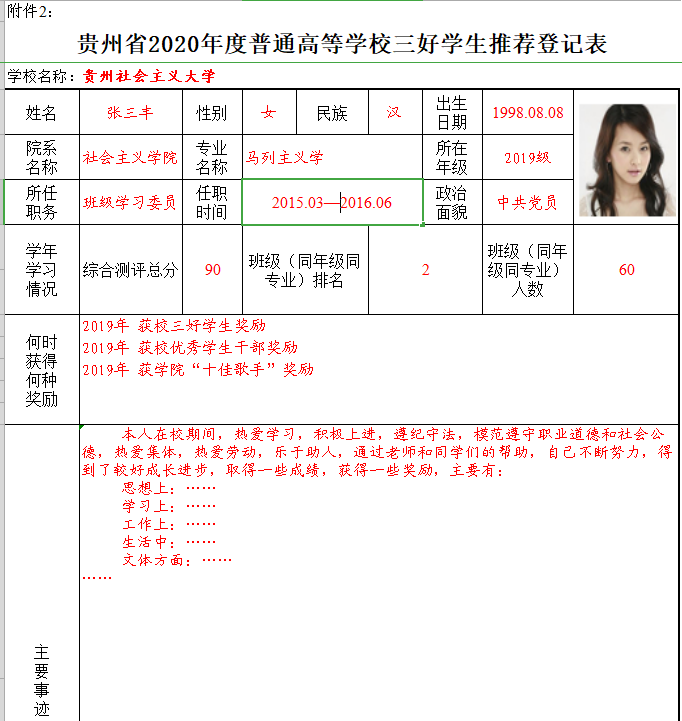 附件2：
贵州省2020年度普通高等学校三好学生推荐登记表
学校名称：贵州社会主义大学
姓名 张三丰 性别 女 民族 汉 出生日期 1998.08.08
院系名称 社会主义学院 专业名称 马列主义学 所在年级 2019级
所任职务 班级学习委员 任职时间 2015.03—2016.06 政治面貌 中共党员
学年学习情况 综合测评总分 90 班级（同年级同专业）排名 2 班级（同年级同专业）人数 60
何时获得何种奖励
2019年 获校三好学生奖励
2019年 获校优秀学生干部奖励
2019年 获学院“十佳歌手”奖励
主要事迹
本人在校期间，热爱学习，积极上进，遵纪守法，模范遵守职业道德和社会公
德，热爱集体，热爱劳动，乐于助人，通过老师和同学们的帮助，自己不断努力，得
到了较好成长进步，取得一些成绩，获得一些奖励，主要有：
思想上：……
学习上：……
工作上：……
生活中：……
文体方面：……
……